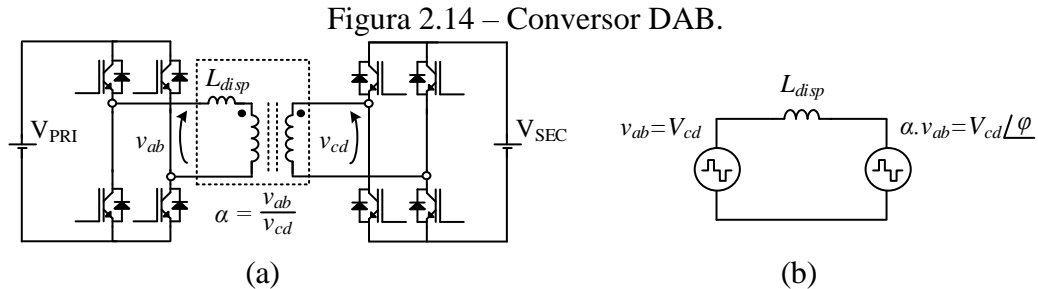 Figura 2.14 – Conversor DAB.
L_disp
V_PRI
v_ab
v_cd
V_SEC
α = v_ab / v_cd
(a)
L_disp
v_ab=V_cd
α.v_ab=V_cd∠φ
(b)